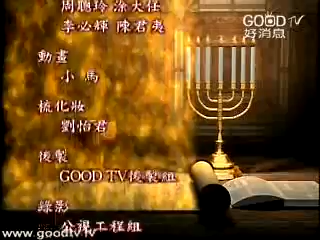 周聰玲 涂大任
李必輝 陳君夷
動畫
小馬
梳化妝
劉怡君
後製
GOOD TV後製組
錄影
公視工程組
GOOD TV
好消息
www.goodtv.tv